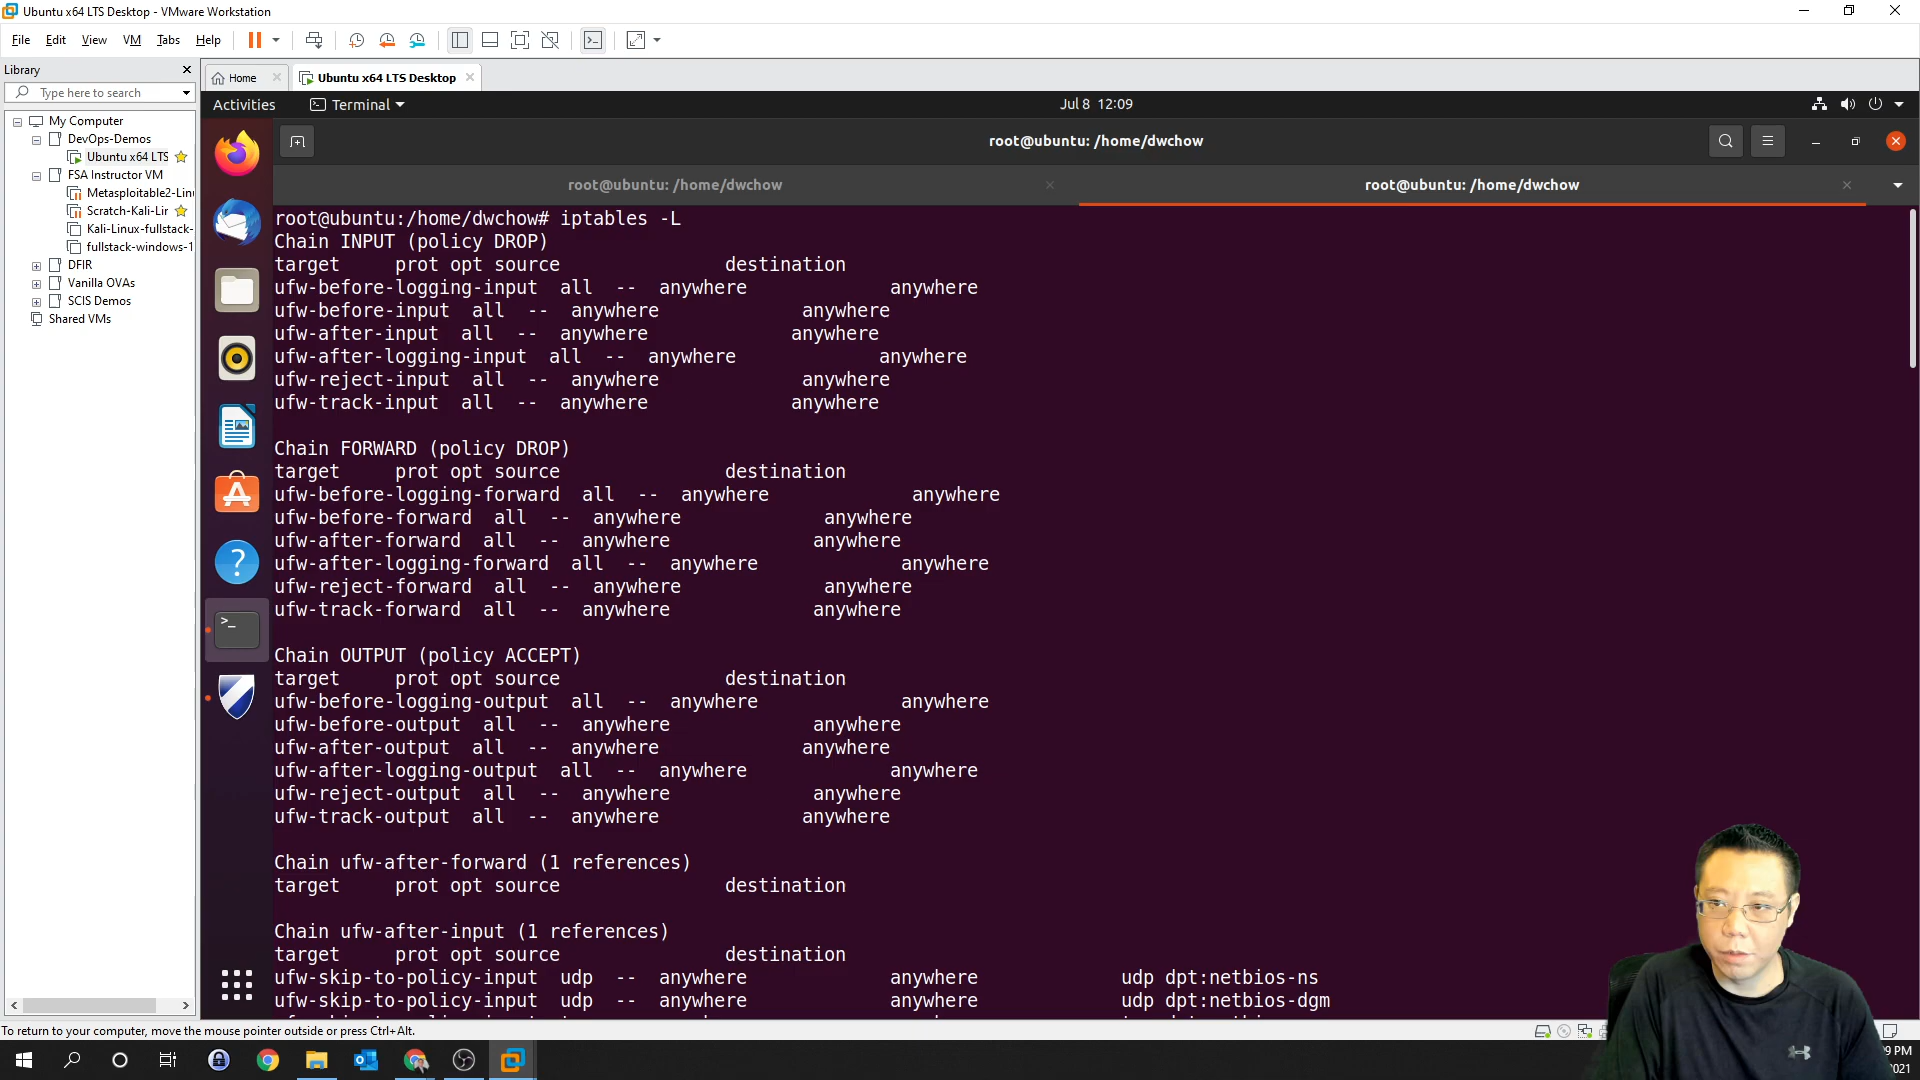 Ubuntu x64 LTS Desktop - VMware Workstation
File Edit View VM Tabs Help
Library
Type here to search
My Computer
DevOps-Demos
Ubuntu x64 LTS
FSA Instructor VM
Metasploitable2-Lin
Scratch-Kali-Lir
Kali-Linux-fullstack-
fullstack-windows-1
DFIR
Vanilla OVAs
SCIS Demos
Shared VMs
Home
Ubuntu x64 LTS Desktop
Activities
Terminal
Jul 8 12:09
root@ubuntu: /home/dwchow
root@ubuntu: /home/dwchow
root@ubuntu: /home/dwchow
root@ubuntu:/home/dwchow# iptables -L
Chain INPUT (policy DROP)
target     prot opt source               destination
ufw-before-logging-input  all  --  anywhere             anywhere
ufw-before-input  all  --  anywhere             anywhere
ufw-after-input  all  --  anywhere             anywhere
ufw-after-logging-input  all  --  anywhere             anywhere
ufw-reject-input  all  --  anywhere             anywhere
ufw-track-input  all  --  anywhere             anywhere
Chain FORWARD (policy DROP)
target     prot opt source               destination
ufw-before-logging-forward  all  --  anywhere             anywhere
ufw-before-forward  all  --  anywhere             anywhere
ufw-after-forward  all  --  anywhere             anywhere
ufw-after-logging-forward  all  --  anywhere             anywhere
ufw-reject-forward  all  --  anywhere             anywhere
ufw-track-forward  all  --  anywhere             anywhere
Chain OUTPUT (policy ACCEPT)
target     prot opt source               destination
ufw-before-logging-output  all  --  anywhere             anywhere
ufw-before-output  all  --  anywhere             anywhere
ufw-after-output  all  --  anywhere             anywhere
ufw-after-logging-output  all  --  anywhere             anywhere
ufw-reject-output  all  --  anywhere             anywhere
ufw-track-output  all  --  anywhere             anywhere
Chain ufw-after-forward (1 references)
target     prot opt source               destination
Chain ufw-after-input (1 references)
target     prot opt source               destination
ufw-skip-to-policy-input  udp  --  anywhere             anywhere             udp dpt:netbios-ns
ufw-skip-to-policy-input  udp  --  anywhere             anywhere             udp dpt:netbios-dgm
To return to your computer, move the mouse pointer outside or press Ctrl+Alt.
9 PM
2021